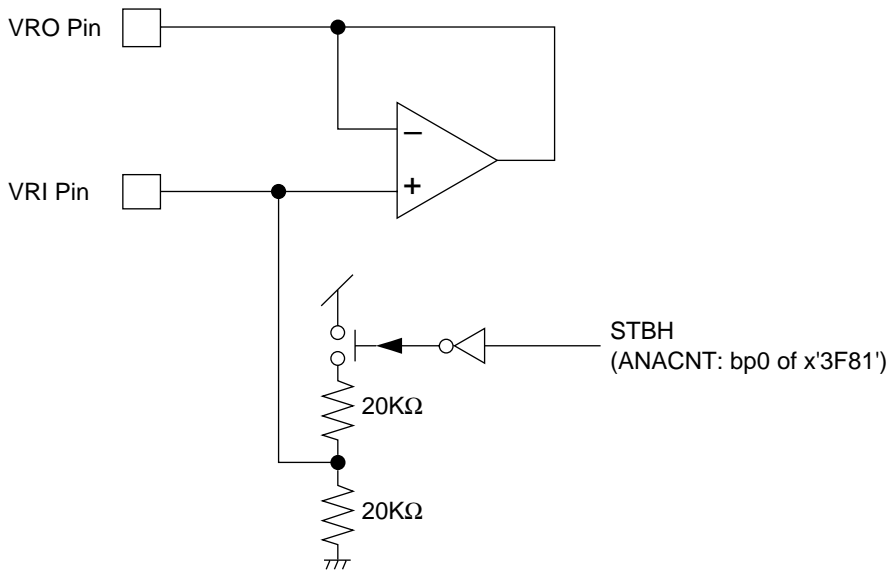 VRO Pin
−
VRI Pin
+
STBH
(ANACNT: bp0 of x'3F81')
20KΩ
20KΩ